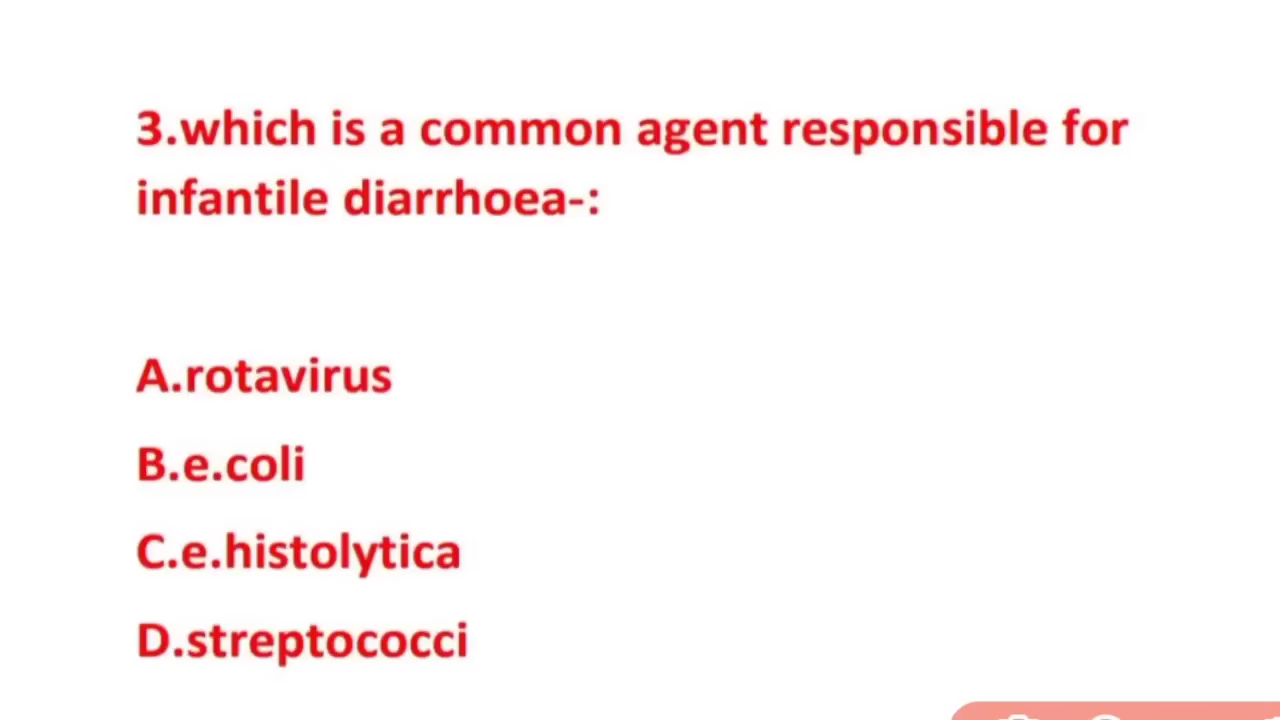 3.which is a common agent responsible for
infantile diarrhoea-:
A.rotavirus
B.e.coli
C.e.histolytica
D.streptococci